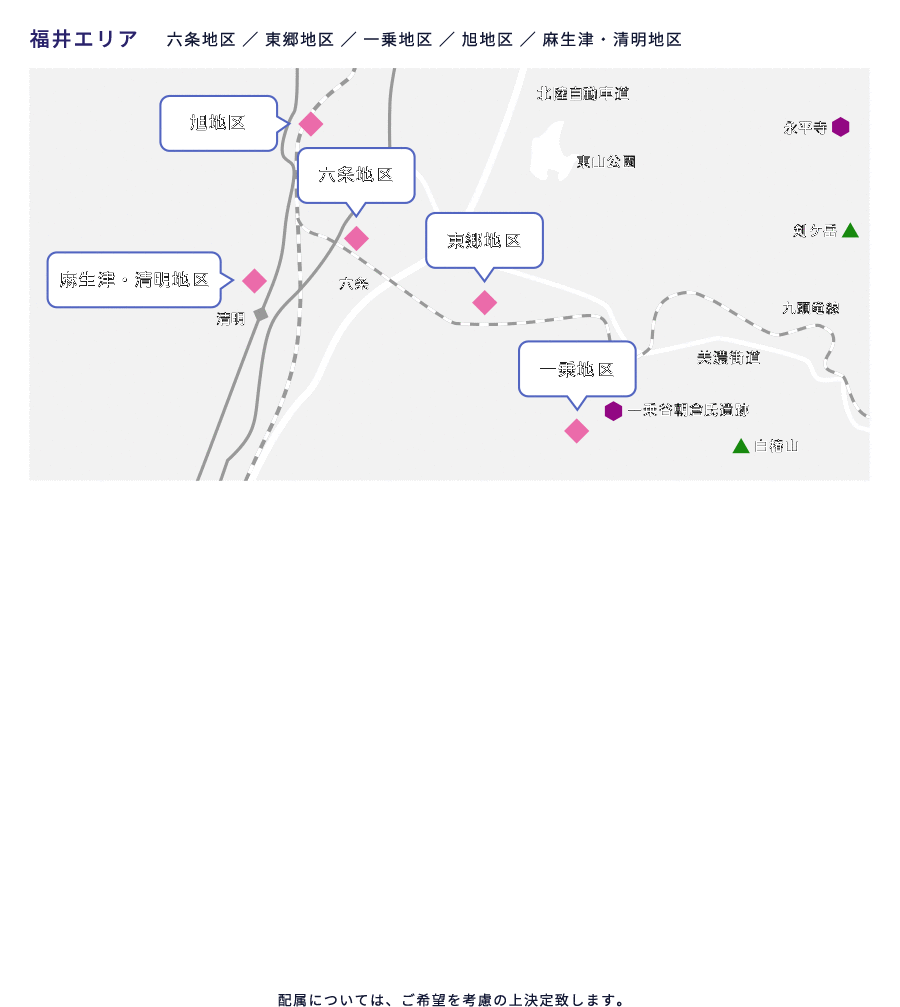 福井エリア 六条地区 ／ 東郷地区 ／ 一乗地区 ／ 旭地区 ／ 麻生津・清明地区
北陸自動車道
旭地区
永平寺
東山公園
六条地区
剣ケ岳
東郷地区
麻生津・清明地区
六条
九頭竜線
清明
美濃街道
一乗地区
一乗谷朝倉氏遺跡
白椿山
配属については、ご希望を考慮の上決定致します。